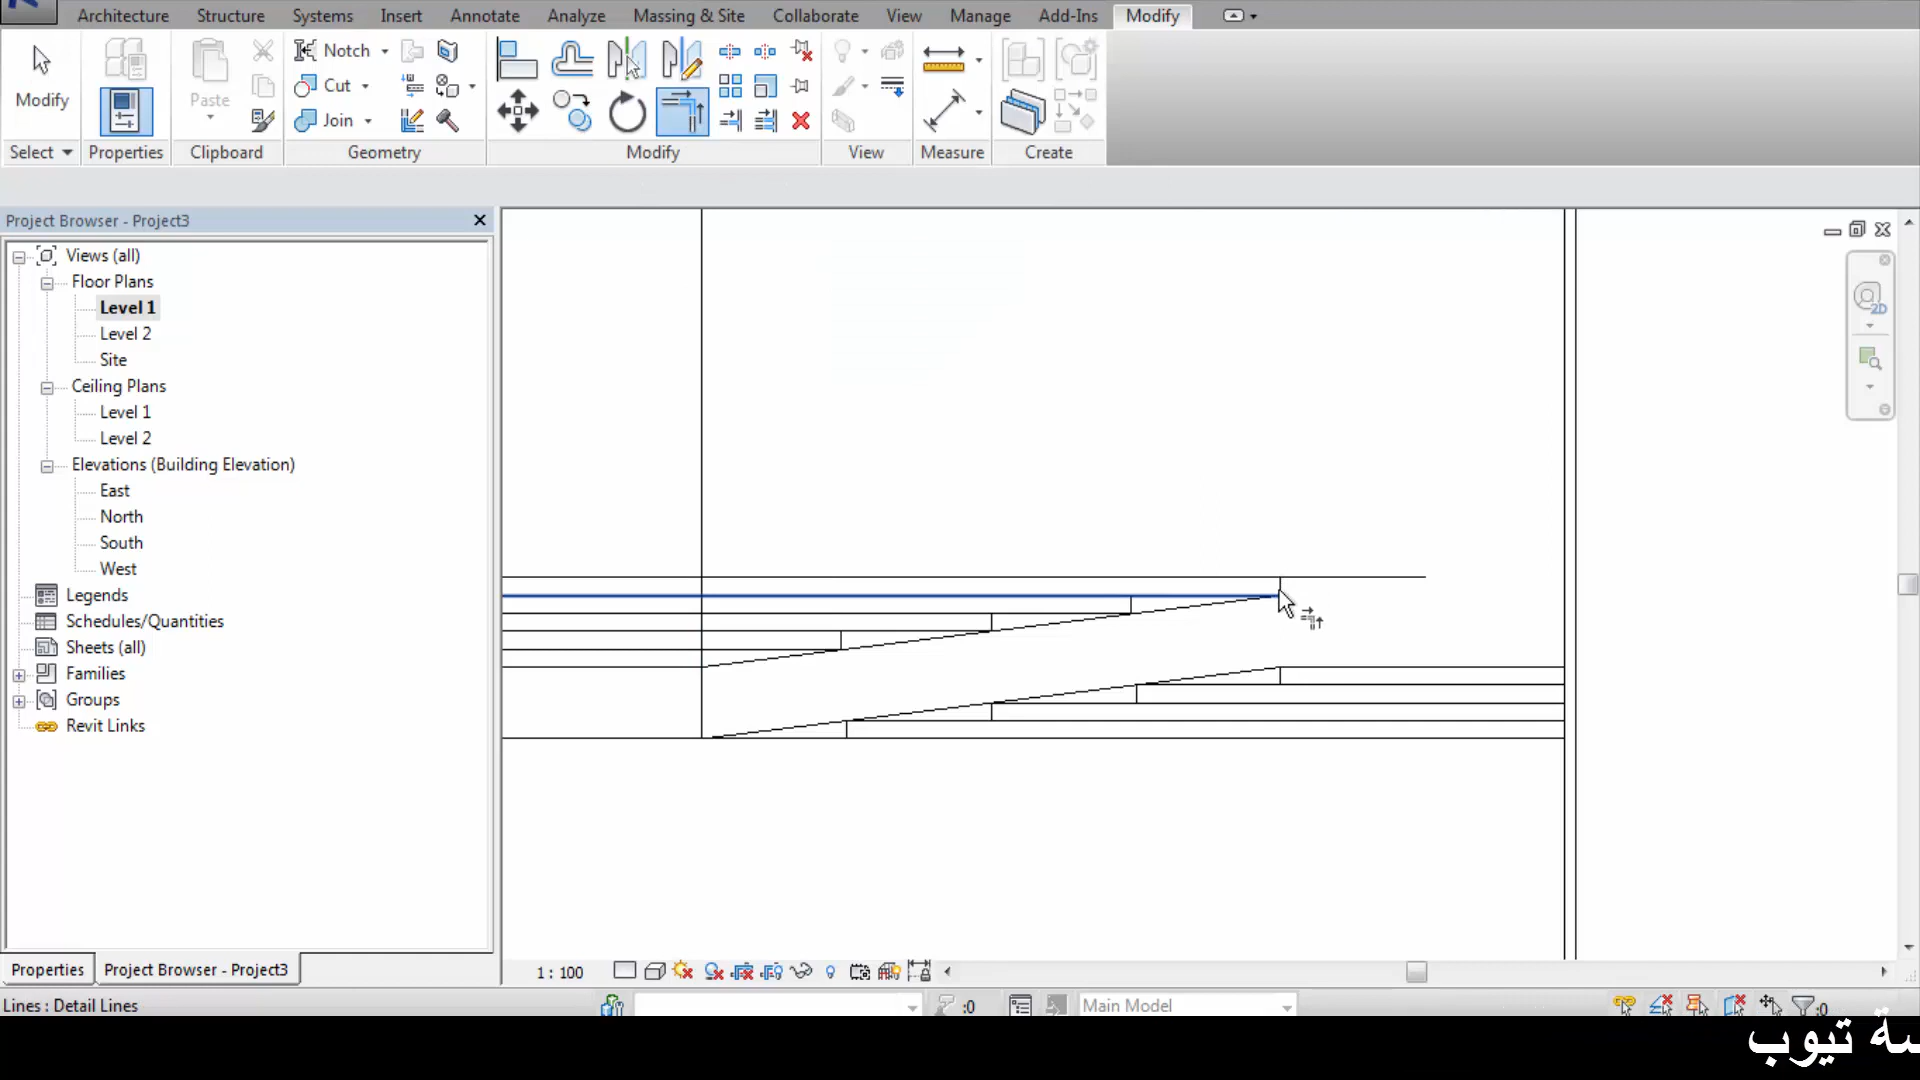 Architecture Structure Systems Insert Annotate Analyze Massing & Site Collaborate View Manage Add-Ins Modify
Modify
Paste
Notch
Cut
Join
Select Properties Clipboard Geometry Modify View Measure Create
Project Browser - Project3
Views (all)
Floor Plans
Level 1
Level 2
Site
Ceiling Plans
Level 1
Level 2
Elevations (Building Elevation)
East
North
South
West
Legends
Schedules/Quantities
Sheets (all)
Families
Groups
Revit Links
2D
Properties Project Browser - Project3
1 : 100
Lines : Detail Lines
:0
Main Model
:0
تيوب